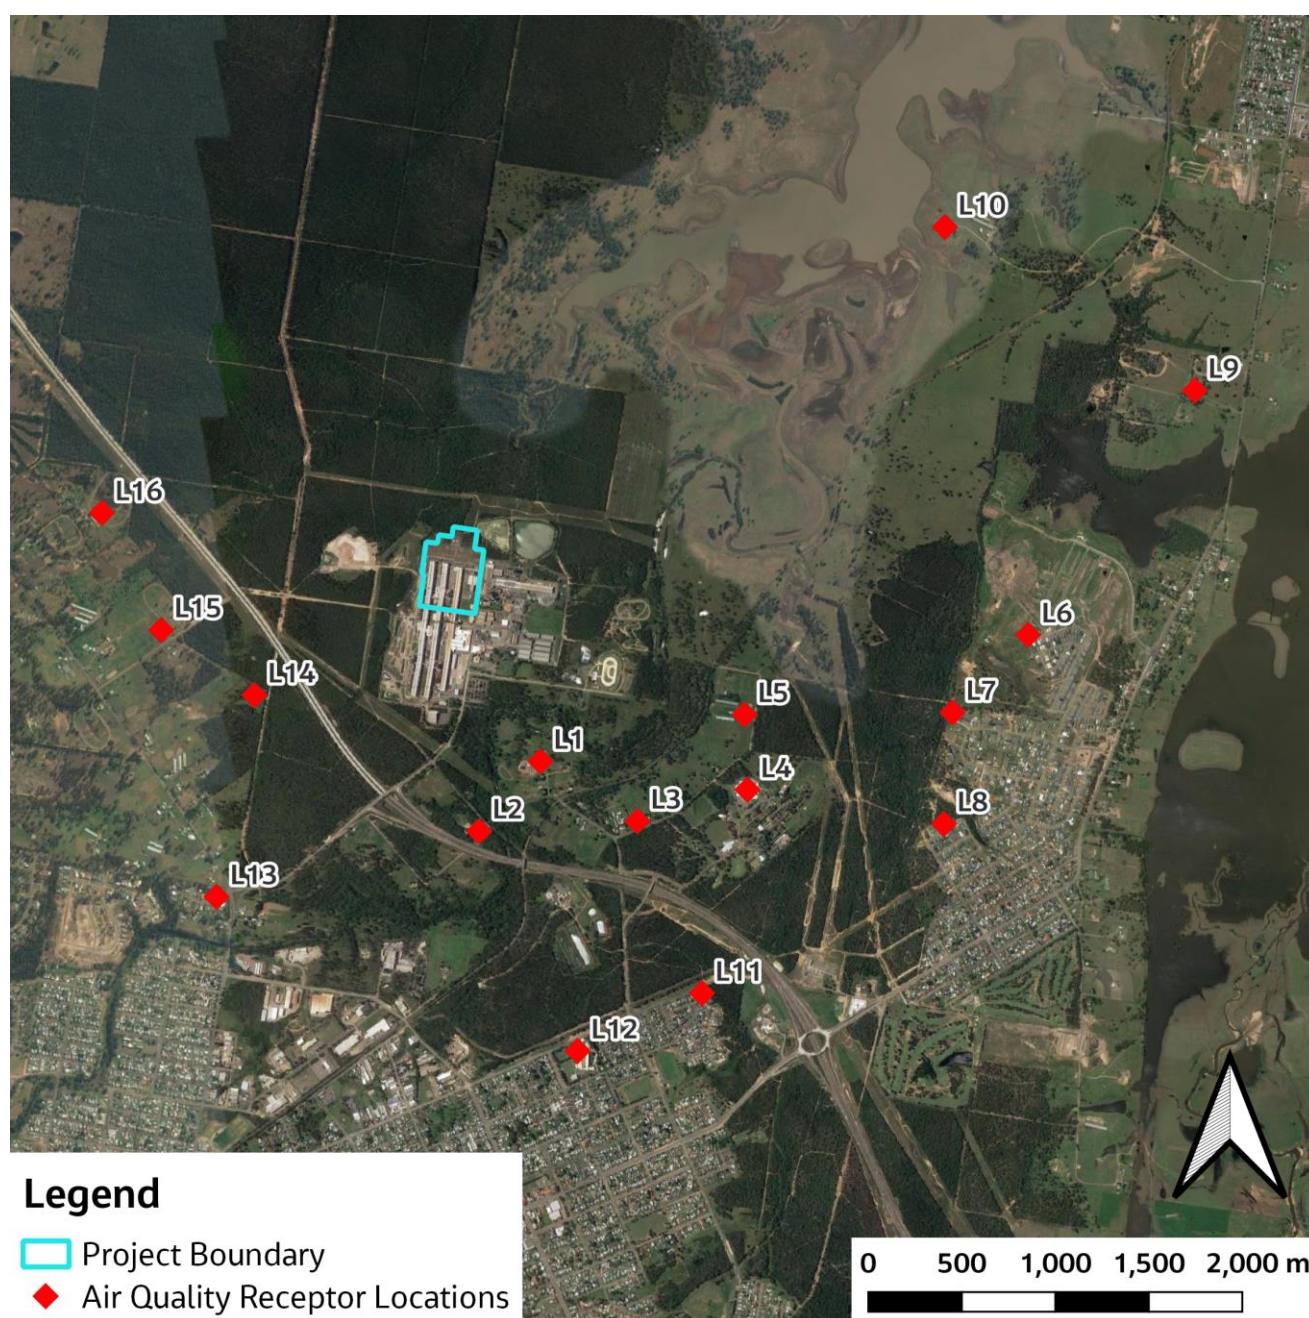 L10
L9
L16
L15
L6
L14
L5
L7
L1
L4
L3
L2
L8
L13
L11
L12
Legend
Project Boundary
Air Quality Receptor Locations
0 500 1,000 1,500 2,000 m